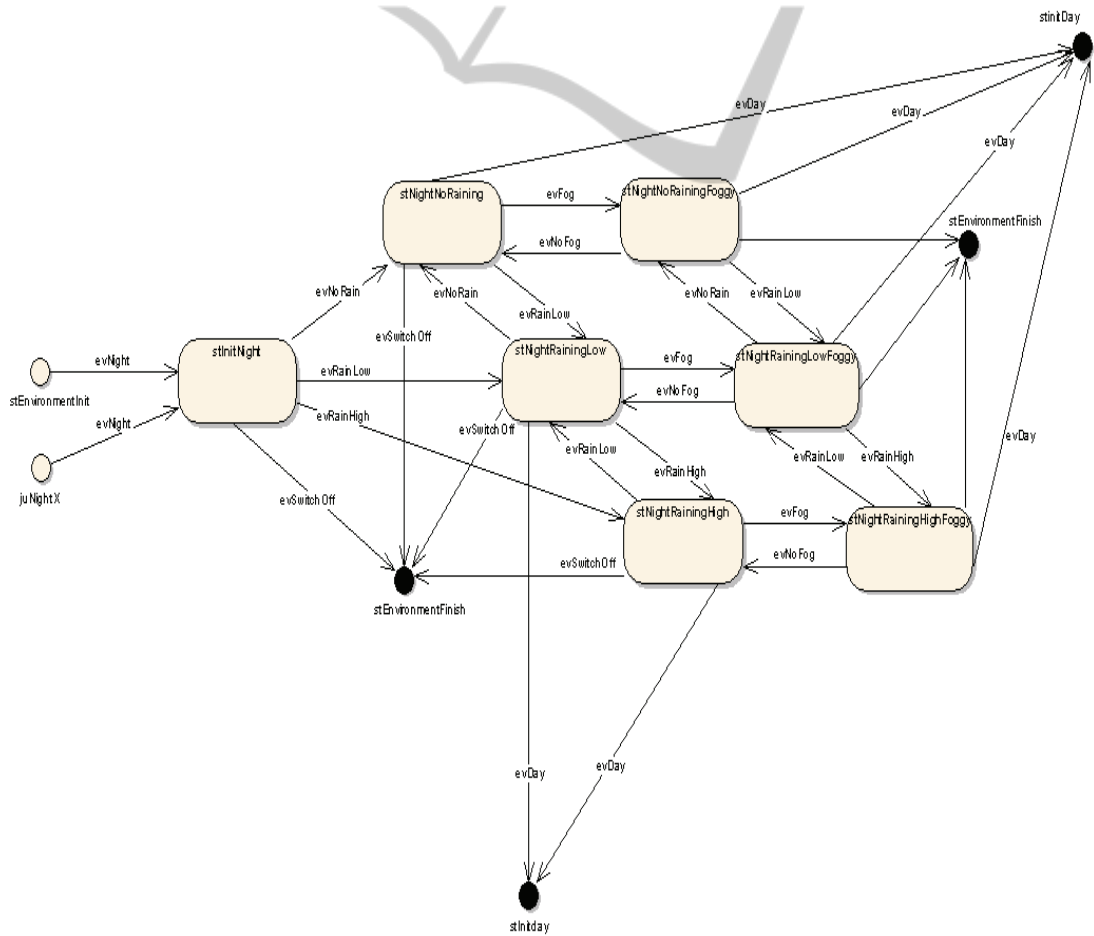 stinitDay
evDay
evDay
evDay
stNightNoRaining
stNightNoRainingFoggy
evFog
stEnvironmentFinish
evNoFog
evNoRain
evNoRain
evNoRain
evRainLow
evRainLow
evSwitchOff
stInitNight
stNightRainingLow
stNightRainingLowFoggy
evNight
evFog
evRainLow
stEnvironmentInit
evNoFog
evRainHigh
evNight
evSwitchOff
evDay
evRainLow
evRainLow
evRainHigh
evRainHigh
juNightX
evSwitchOff
stNightRainingHigh
evFog
stNightRainingHighFoggy
evSwitchOff
evNoFog
stEnvironmentFinish
evDay
evDay
stInitday